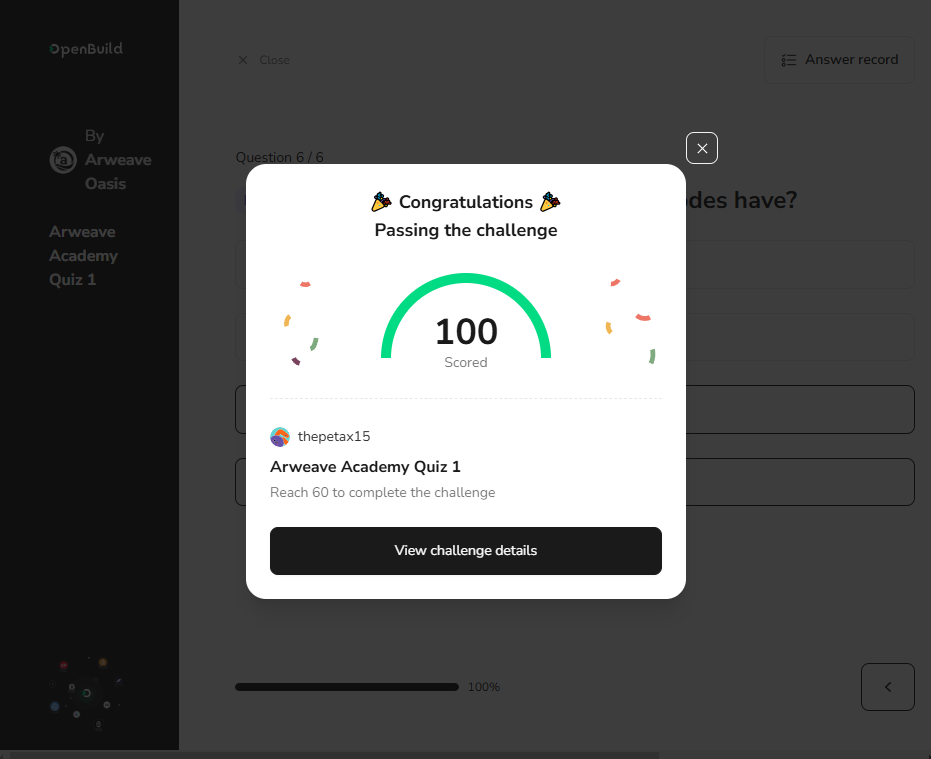 OpenBuild
Close
Answer record
By
Arweave
Oasis
Arweave
Academy
Quiz 1
Question 6 / 6
have?
Congratulations
Passing the challenge
100
Scored
thepetax15
Arweave Academy Quiz 1
Reach 60 to complete the challenge
View challenge details
100%